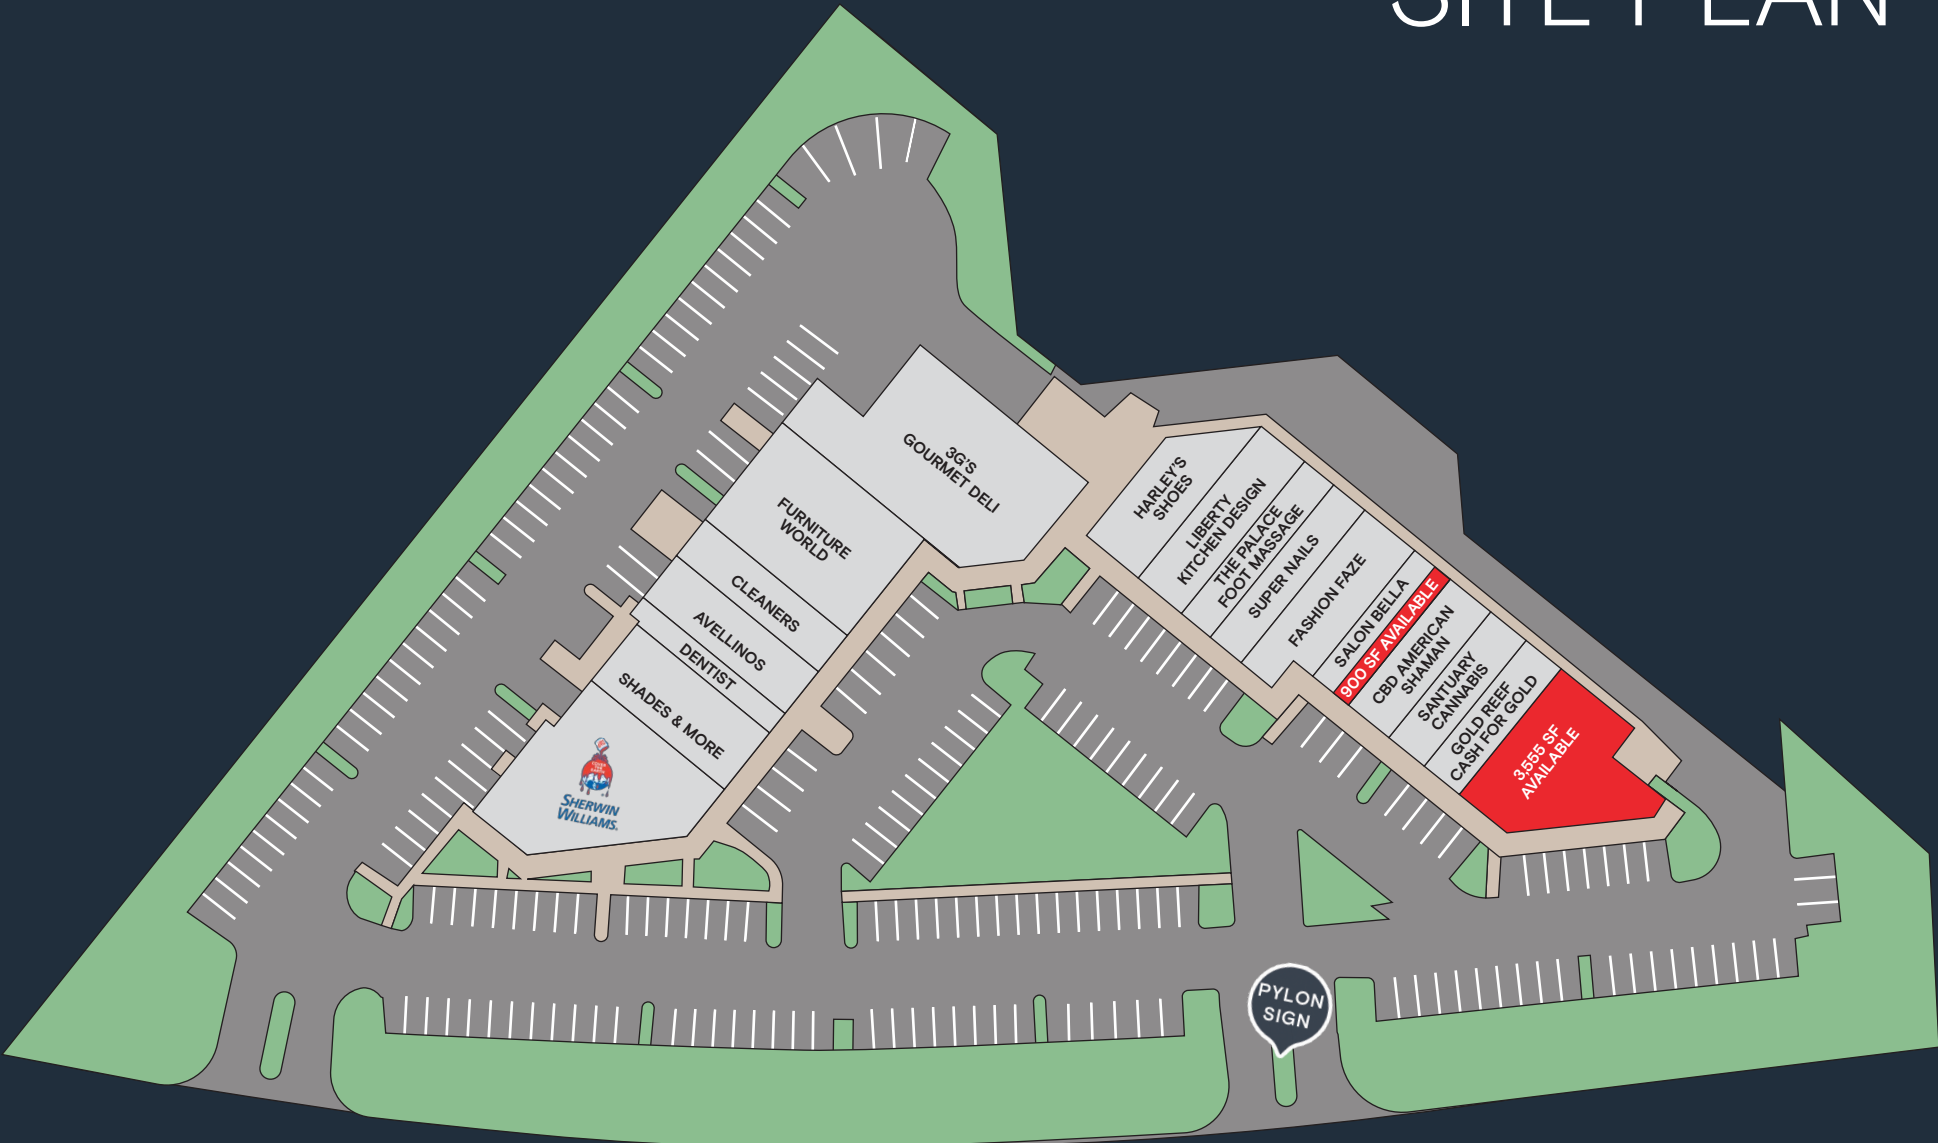 SITE PLAN
3G'S
GOURMET DELI
FURNITURE
WORLD
CLEANERS
AVELLINOS
DENTIST
SHADES & MORE
SHERWIN
WILLIAMS.
HARLEY'S
SHOES
LIBERTY
KITCHEN DESIGN
THE PALACE
FOOT MASSAGE
SUPER NAILS
FASHION FAZE
SALON BELLA
900 SF AVAILABLE
CBD AMERICAN
SHAMAN
SANTUARY
CANNABIS
GOLD REEF
CASH FOR GOLD
3,555 SF
AVAILABLE
PYLON
SIGN